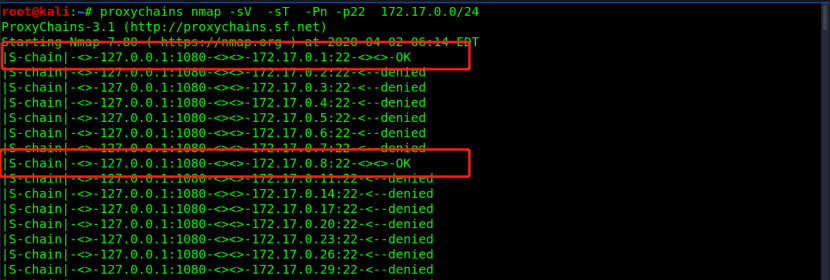 root@kali:~# proxychains nmap -sV  -sT -Pn -p22  172.17.0.0/24
ProxyChains-3.1 (http://proxychains.sf.net)
Starting Nmap 7.80 ( https://nmap.org ) at 2020-04-02 06:14 EDT
|S-chain|-<>-127.0.0.1:1080-<><>-172.17.0.1:22-<><>-OK
|S-chain|-<>-127.0.0.1:1080-<><>-172.17.0.2:22-<--denied
|S-chain|-<>-127.0.0.1:1080-<><>-172.17.0.3:22-<--denied
|S-chain|-<>-127.0.0.1:1080-<><>-172.17.0.4:22-<--denied
|S-chain|-<>-127.0.0.1:1080-<><>-172.17.0.5:22-<--denied
|S-chain|-<>-127.0.0.1:1080-<><>-172.17.0.6:22-<--denied
|S-chain|-<>-127.0.0.1:1080-<><>-172.17.0.7:22-<--denied
|S-chain|-<>-127.0.0.1:1080-<><>-172.17.0.8:22-<><>-OK
|S-chain|-<>-127.0.0.1:1080-<><>-172.17.0.11:22-<--denied
|S-chain|-<>-127.0.0.1:1080-<><>-172.17.0.14:22-<--denied
|S-chain|-<>-127.0.0.1:1080-<><>-172.17.0.17:22-<--denied
|S-chain|-<>-127.0.0.1:1080-<><>-172.17.0.20:22-<--denied
|S-chain|-<>-127.0.0.1:1080-<><>-172.17.0.23:22-<--denied
|S-chain|-<>-127.0.0.1:1080-<><>-172.17.0.26:22-<--denied
|S-chain|-<>-127.0.0.1:1080-<><>-172.17.0.29:22-<--denied